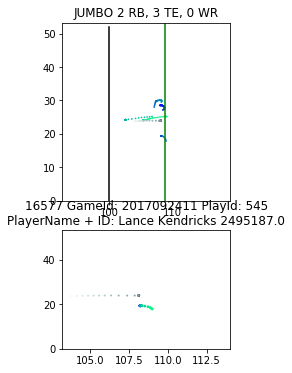 JUMBO 2 RB, 3 TE, 0 WR
50
40
30
20
10
0
100 110
16577 GameId: 2017092411 PlayId: 545
PlayerName + ID: Lance Kendricks 2495187.0
40
20
0
105.0 107.5 110.0 112.5